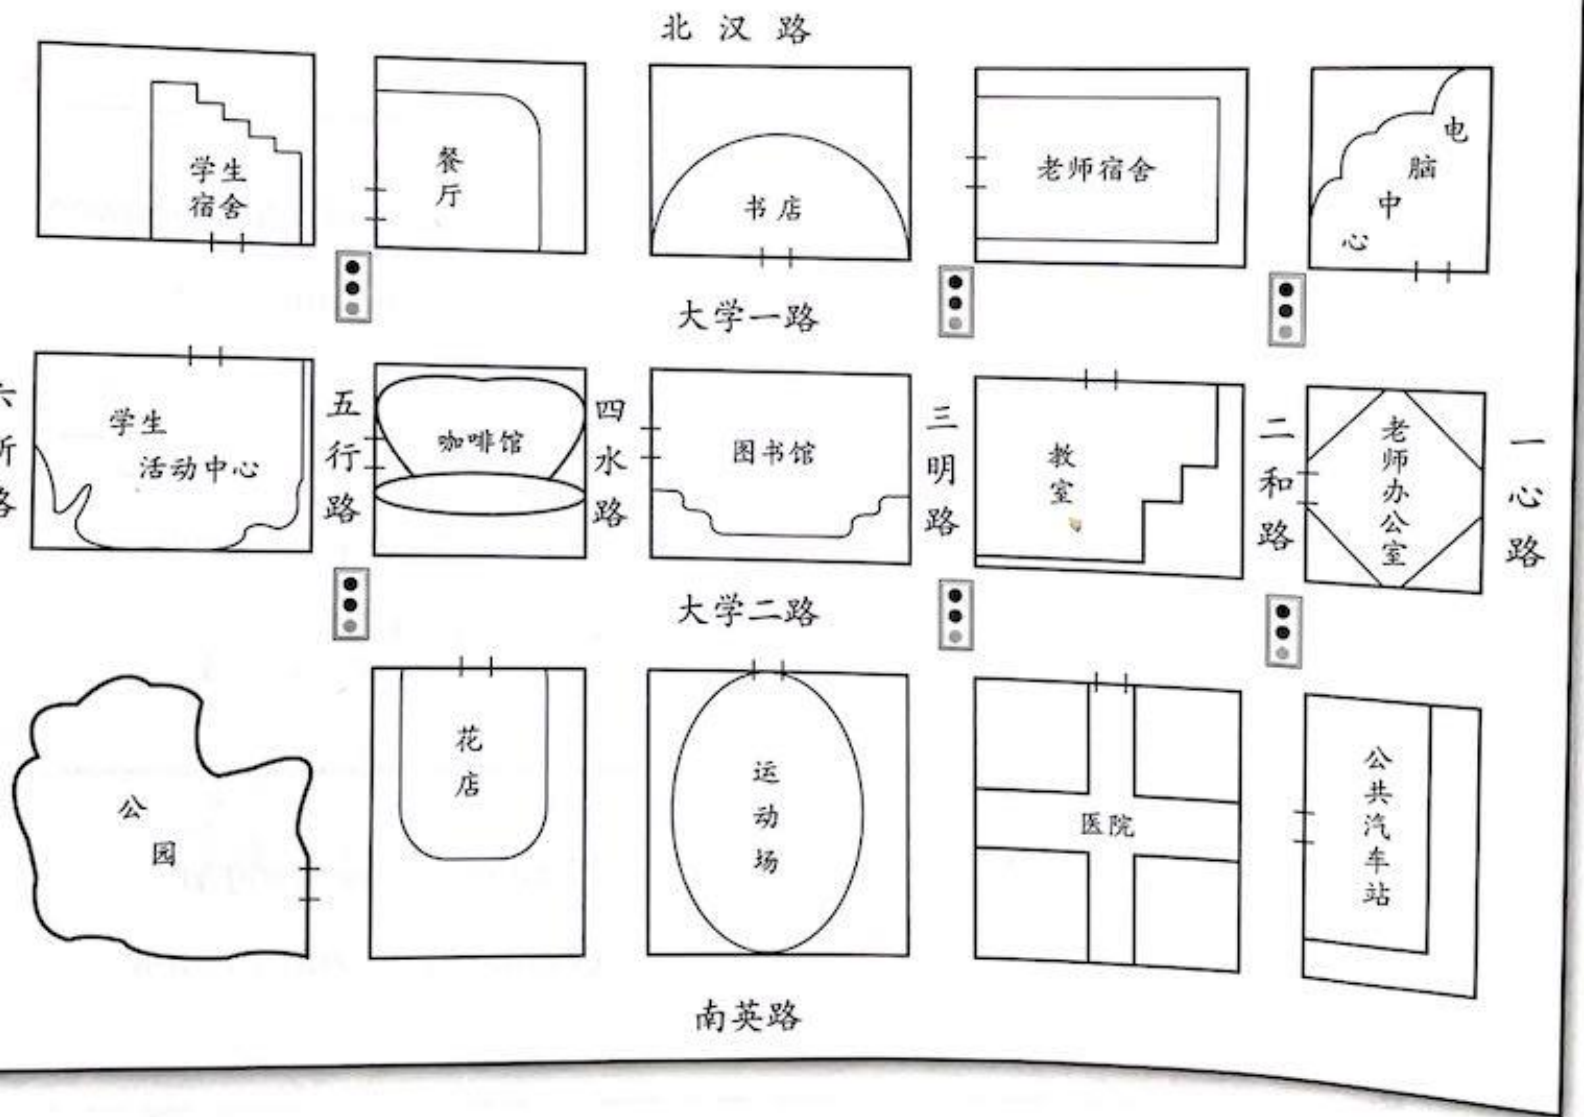 北汉路
学生
宿舍
餐厅
书店
老师宿舍
电脑中心
大学一路
学生
活动中心
五行路
咖啡馆
四水路
图书馆
三明路
教室
二和路
老师办公室
一心路
大学二路
公园
花店
运动场
医院
公共汽车站
南英路